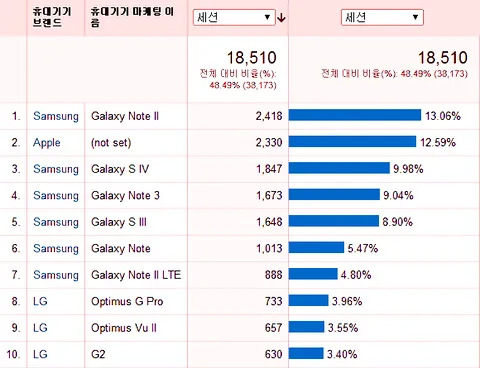 휴대기기 브랜드
휴대기기 마케팅 이름
세션
세션
18,510
전체 대비 비율(%):
48.49% (38,173)
18,510
전체 대비 비율(%): 48.49% (38,173)
1. Samsung Galaxy Note II 2,418 13.06%
2. Apple (not set) 2,330 12.59%
3. Samsung Galaxy S IV 1,847 9.98%
4. Samsung Galaxy Note 3 1,673 9.04%
5. Samsung Galaxy S III 1,648 8.90%
6. Samsung Galaxy Note 1,013 5.47%
7. Samsung Galaxy Note II LTE 888 4.80%
8. LG Optimus G Pro 733 3.96%
9. LG Optimus Vu II 657 3.55%
10. LG G2 630 3.40%